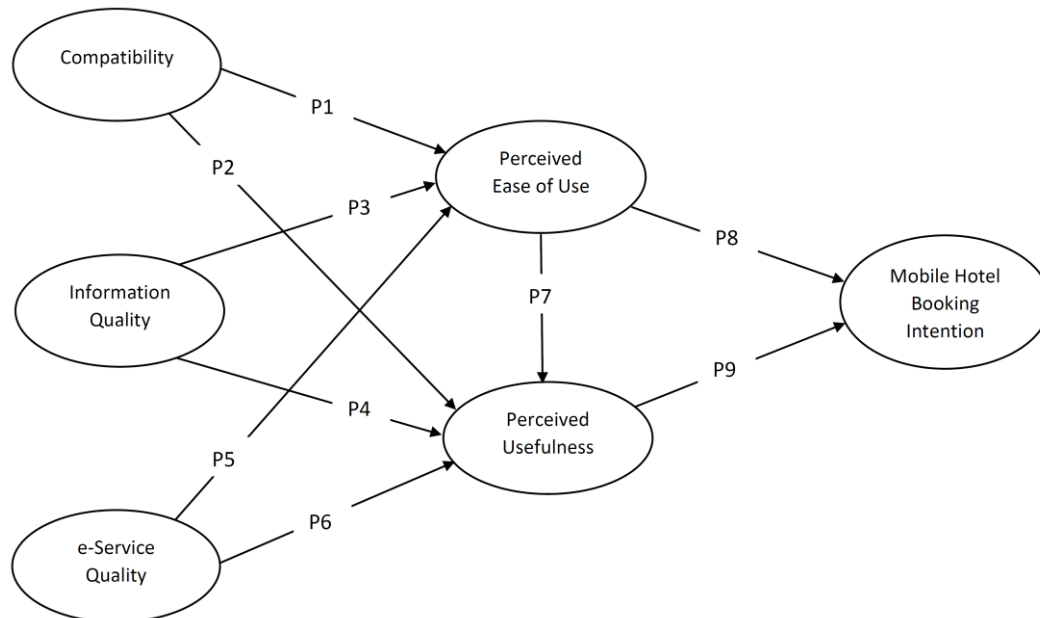 Compatibility
P1
P2
Perceived
Ease of Use
P3
P8
Information
Quality
P7
Mobile Hotel
Booking
Intention
P9
P4
Perceived
Usefulness
P5
P6
e-Service
Quality